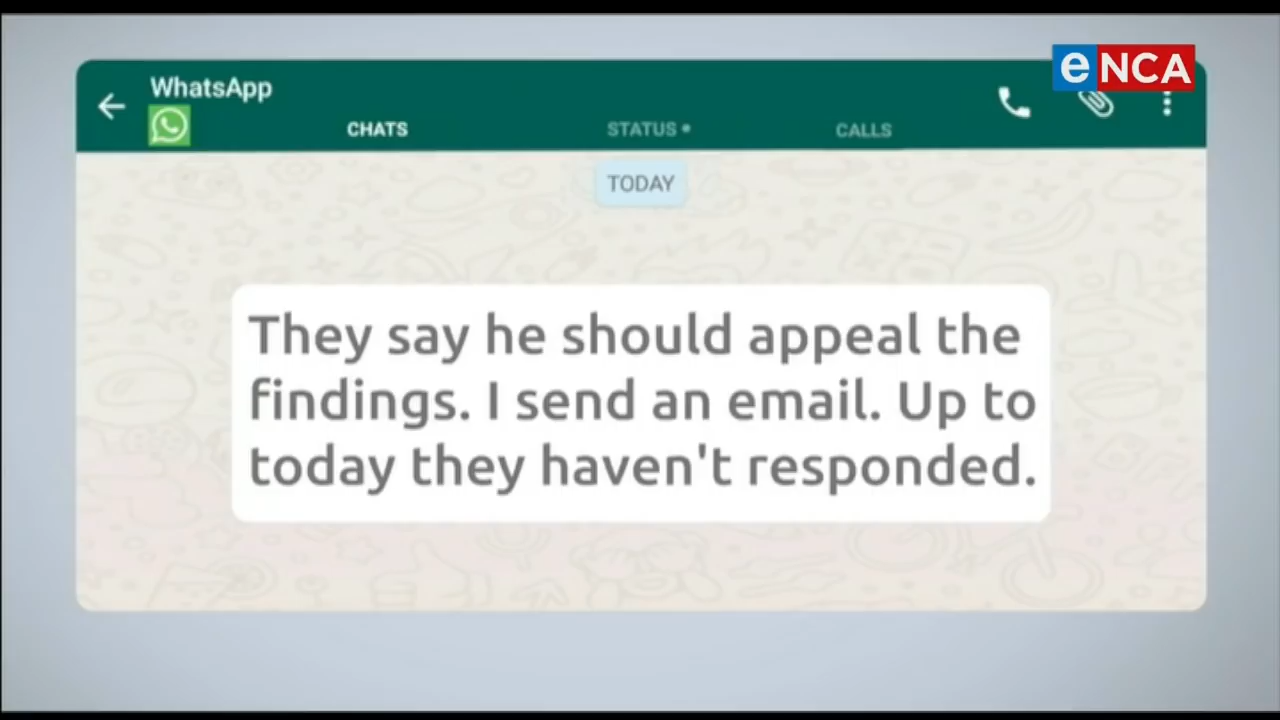 eNCA
WhatsApp
CHATS
STATUS •
CALLS
TODAY
They say he should appeal the
findings. I send an email. Up to
today they haven't responded.